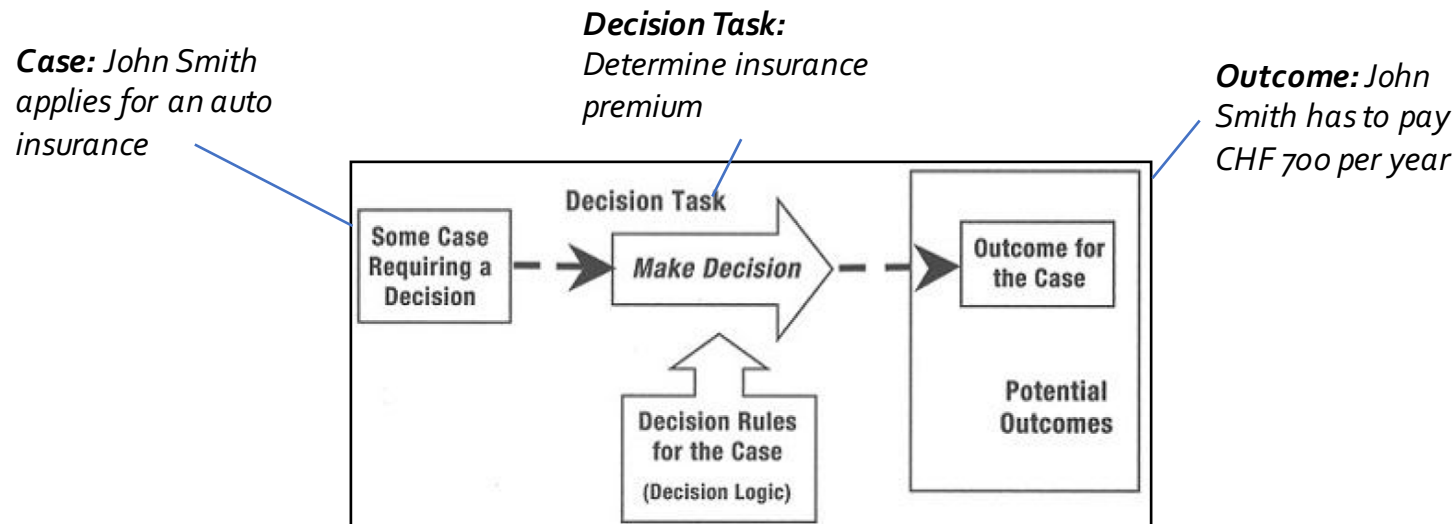 Case: John Smith
applies for an auto
insurance
Decision Task:
Determine insurance
premium
Outcome: John
Smith has to pay
CHF 700 per year
Decision Task
Some Case
Requiring a
Decision
Make Decision
Outcome for
the Case
Potential
Outcomes
Decision Rules
for the Case
(Decision Logic)